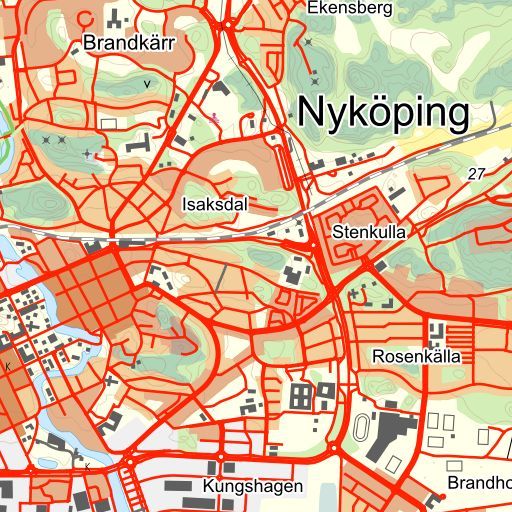 Ekensberg
Brandkärr
Nyköping
27
Isaksdal
Stenkulla
Rosenkälla
K
K
Kungshagen
Brandho